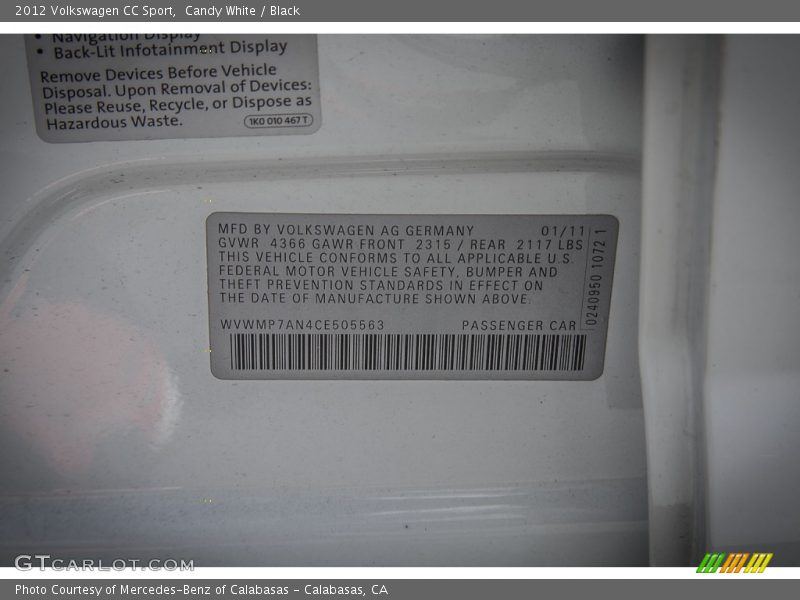 2012 Volkswagen CC Sport, Candy White / Black
• Navigation Display
• Back-Lit Infotainment Display
Remove Devices Before Vehicle
Disposal. Upon Removal of Devices:
Please Reuse, Recycle, or Dispose as
Hazardous Waste.
1K0 010 467 T
MFD BY VOLKSWAGEN AG GERMANY 01/11
GVWR 4366 GAWR FRONT 2315 / REAR 2117 LBS
THIS VEHICLE CONFORMS TO ALL APPLICABLE U.S.
FEDERAL MOTOR VEHICLE SAFETY, BUMPER AND
THEFT PREVENTION STANDARDS IN EFFECT ON
THE DATE OF MANUFACTURE SHOWN ABOVE.
WVWMP7AN4CE505563 PASSENGER CAR
0240950 1072 1
GTCARLOT.COM
Photo Courtesy of Mercedes-Benz of Calabasas - Calabasas, CA